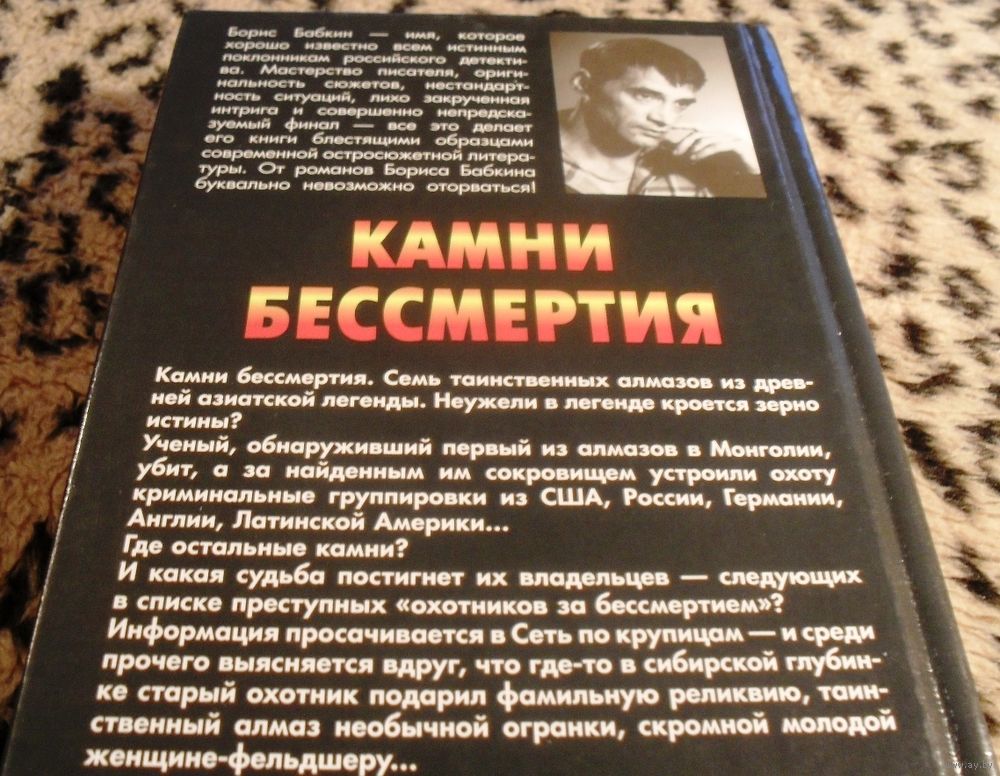 Борис Бабкин — имя, которое
хорошо известно всем истинным
поклонникам российского детекти-
ва. Мастерство писателя, ориги-
нальность сюжетов, нестандарт-
ность ситуаций, лихо закрученная
интрига и совершенно непредска-
зуемый финал — все это делает
его книги блестящими образцами
современной остросюжетной литера-
туры. От романов Бориса Бабкина
буквально невозможно оторваться!
КАМНИ
БЕССМЕРТИЯ
Камни бессмертия. Семь таинственных алмазов из древ-
ней азиатской легенды. Неужели в легенде кроется зерно
истины?
Ученый, обнаруживший первый из алмазов в Монголии,
убит, а за найденным им сокровищем устроили охоту
криминальные группировки из США, России, Германии,
Англии, Латинской Америки...
Где остальные камни?
И какая судьба постигнет их владельцев — следующих
в списке преступных «охотников за бессмертием»?
Информация просачивается в Сеть по крупицам — и среди
прочего выясняется вдруг, что где-то в сибирской глубин-
ке старый охотник подарил фамильную реликвию, таин-
ственный алмаз необычной огранки, скромной молодой
женщине-фельдшеру...